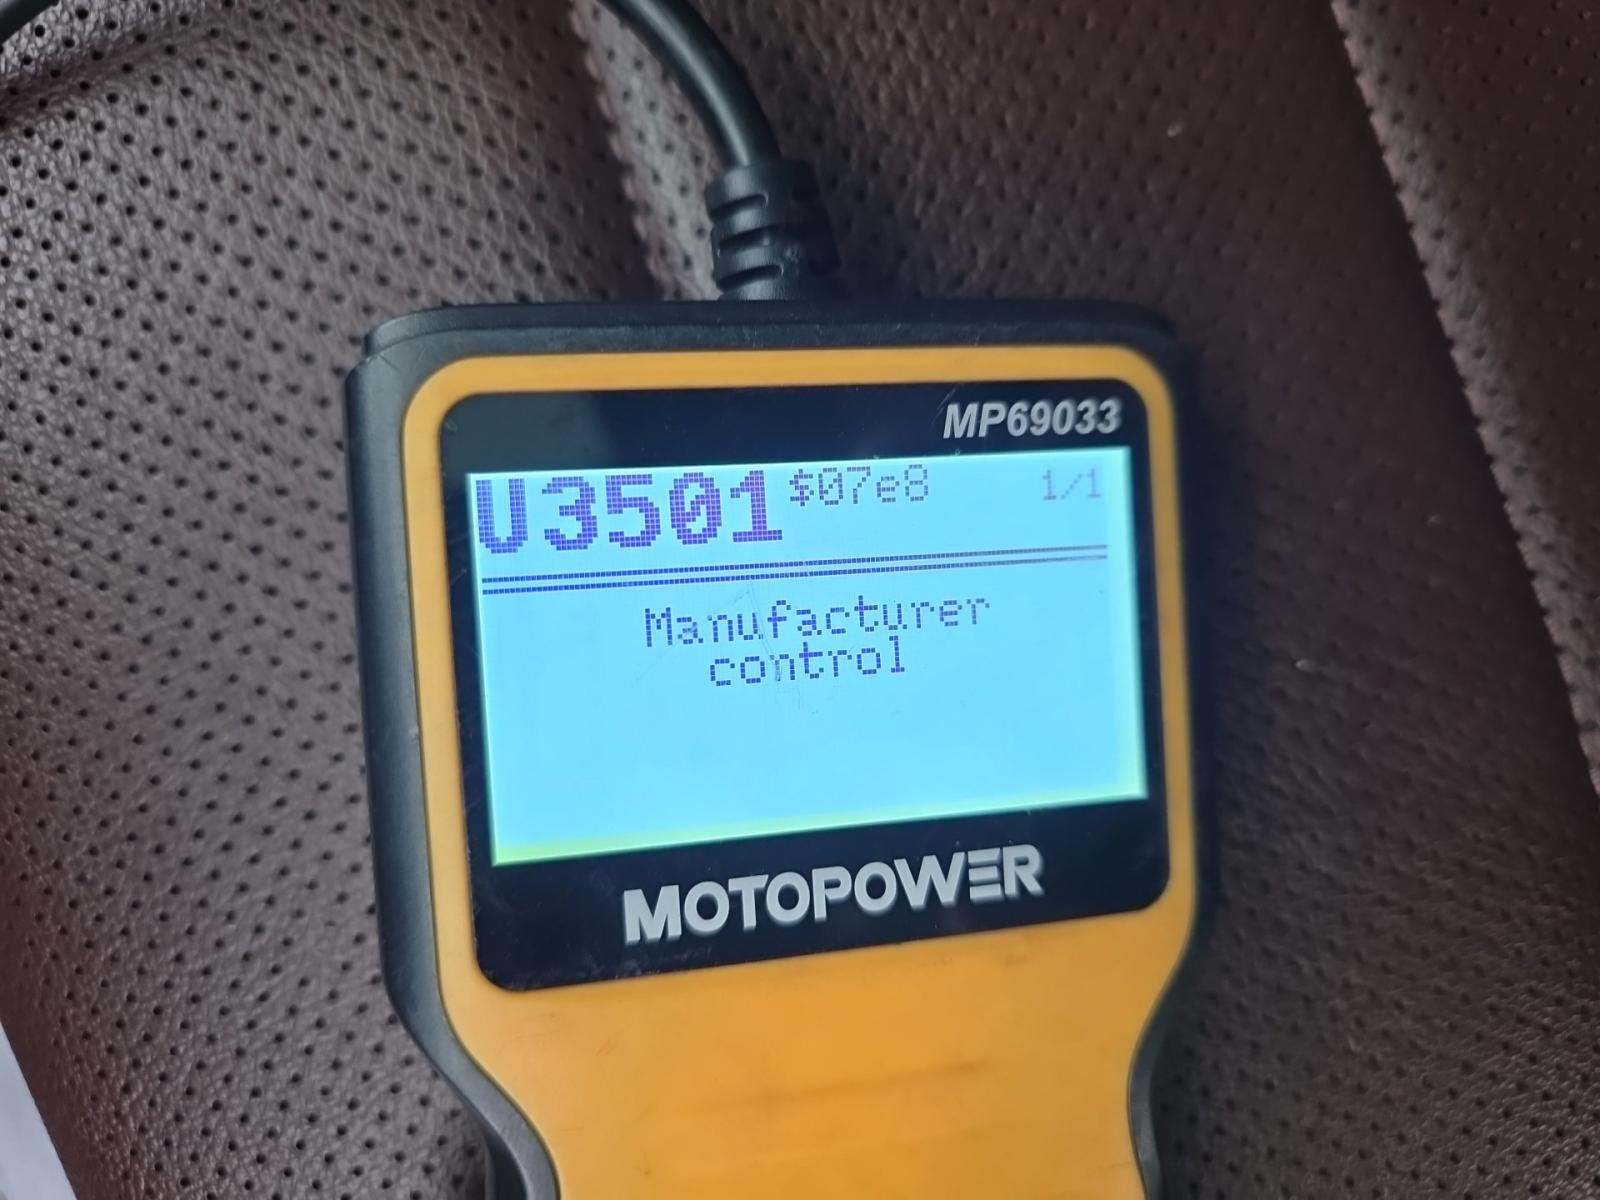 MP69033
U3501 $07e8 1/1
Manufacturer
control
MOTOPOWER